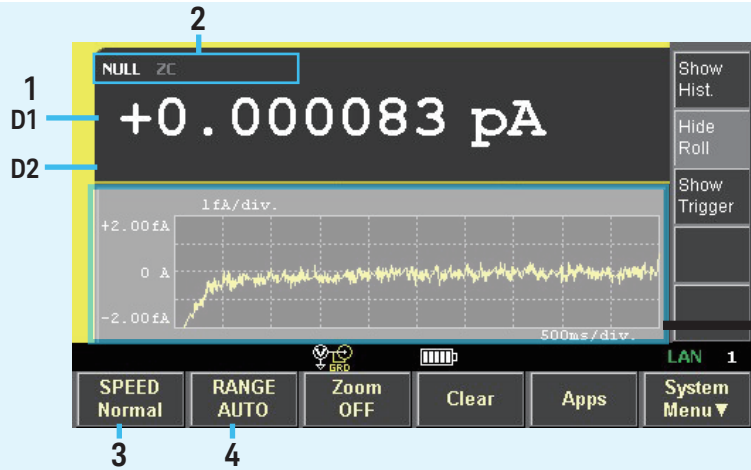 2
NULL ZC
1
D1
+0.000083 pA
D2
Show
Hist.
Hide
Roll
Show
Trigger
1fA/div.
+2.00fA
0 A
-2.00fA
500ms/div.
GRD
LAN 1
SPEED
Normal
RANGE
AUTO
Zoom
OFF
Clear
Apps
System
Menu▼
3
4